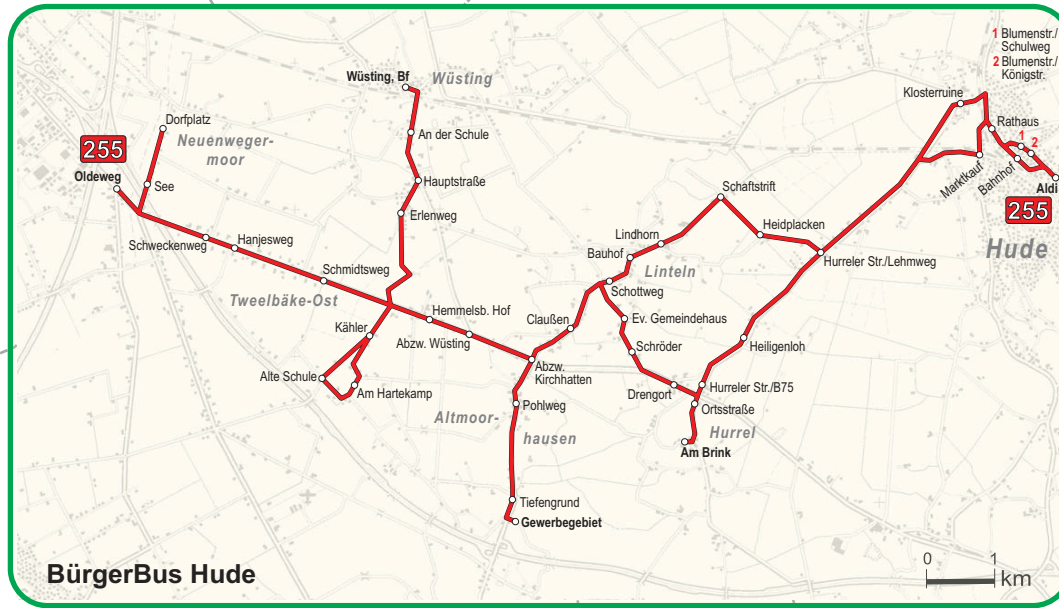 1 Blumenstr./
Schulweg
2 Blumenstr./
Königstr.
Wüsting, Bf
Wüsting
Klosterruine
Dorfplatz
Neuenweger-
moor
An der Schule
Rathaus
1
2
255
Oldeweg
See
Hauptstraße
Marktkauf
Bahnhof
Aldi
255
Schaftstrift
Erlenweg
Heidplacken
Hude
Schweckenweg
Hanjesweg
Lindhorn
Bauhof
Hurreler Str./Lehmweg
Linteln
Schmidtsweg
Schottweg
Tweelbäke-Ost
Hemmelsb. Hof
Claußen
Ev. Gemeindehaus
Kähler
Abzw. Wüsting
Schröder
Heiligenloh
Abzw.
Kirchhatten
Alte Schule
Am Hartekamp
Drengort
Hurreler Str./B75
Pohlweg
Ortsstraße
Altmoor-
hausen
Hurrel
Am Brink
Tiefengrund
Gewerbegebiet
BürgerBus Hude
0 1
km